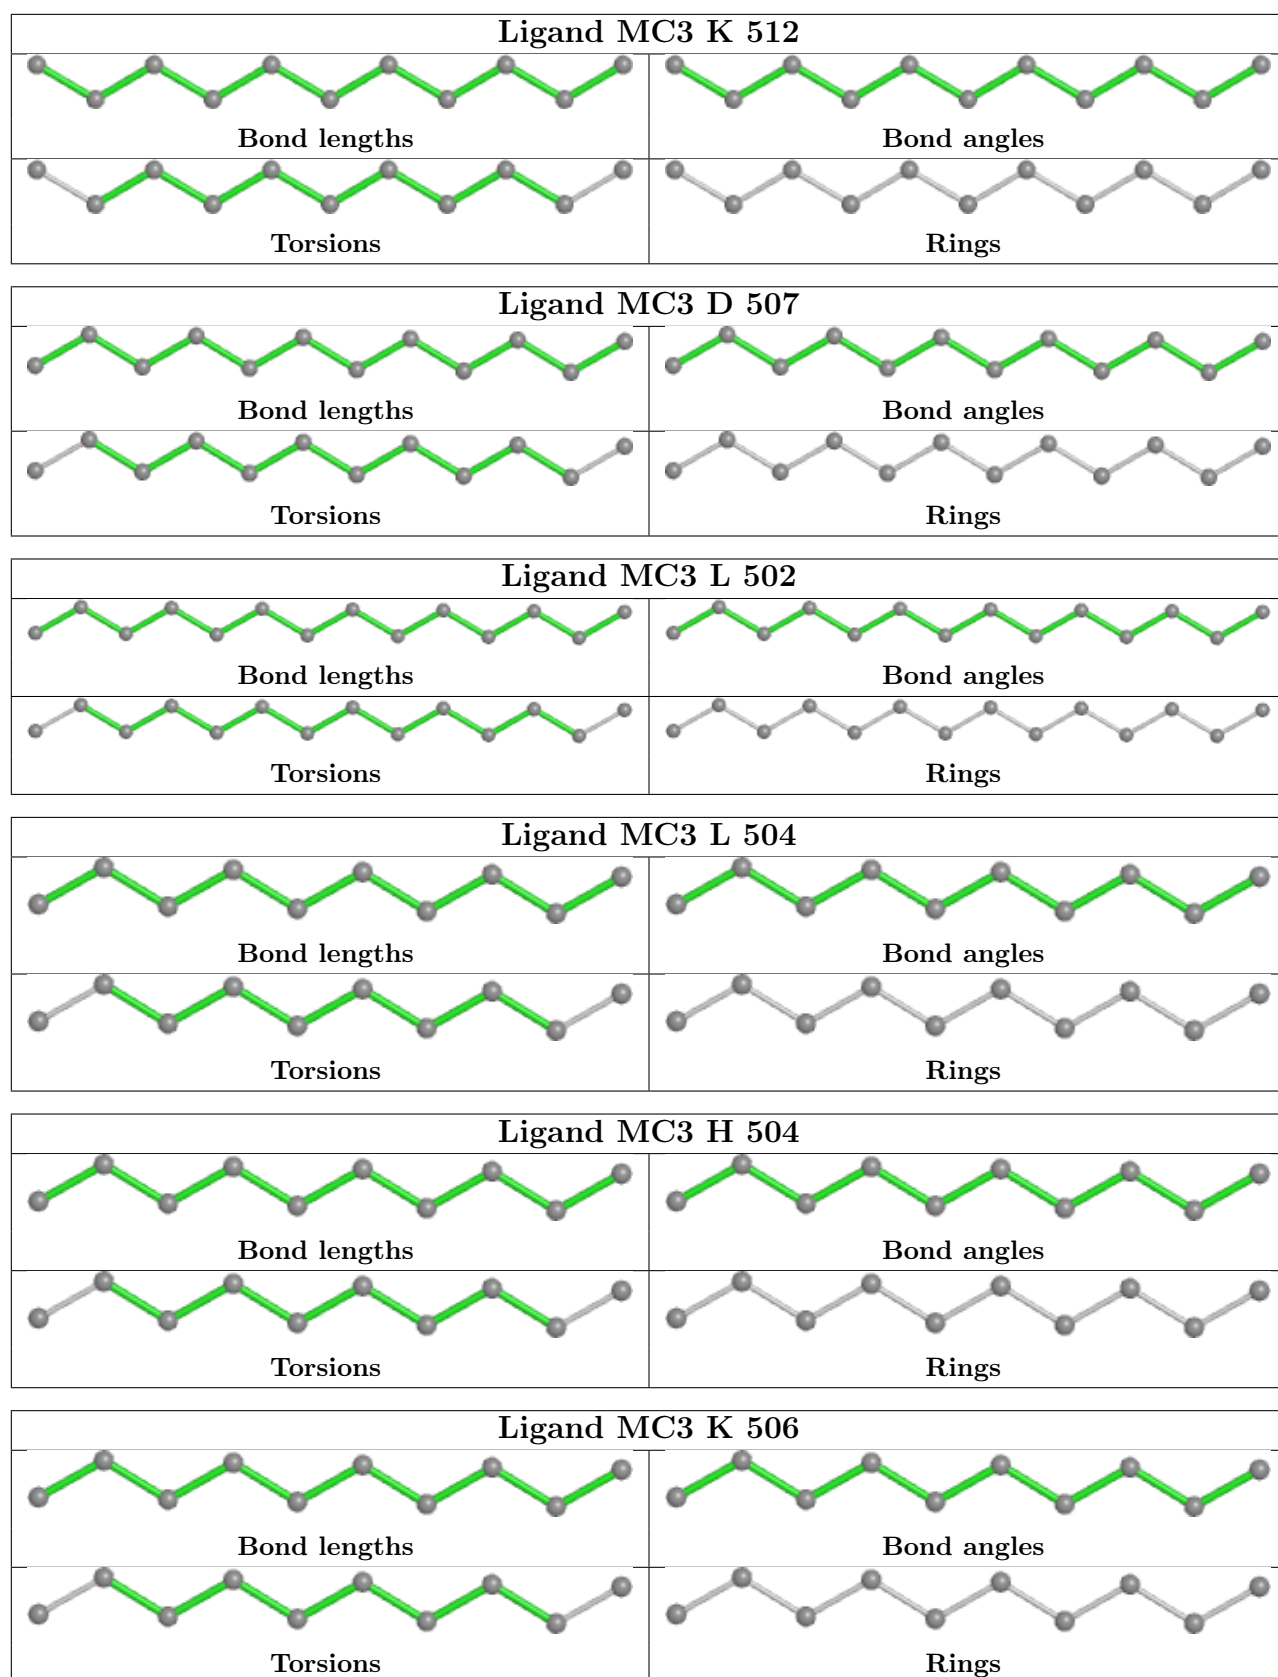 Ligand MC3 K 512
Bond lengths Bond angles
Torsions Rings
Ligand MC3 D 507
Bond lengths Bond angles
Torsions Rings
Ligand MC3 L 502
Bond lengths Bond angles
Torsions Rings
Ligand MC3 L 504
Bond lengths Bond angles
Torsions Rings
Ligand MC3 H 504
Bond lengths Bond angles
Torsions Rings
Ligand MC3 K 506
Bond lengths Bond angles
Torsions Rings